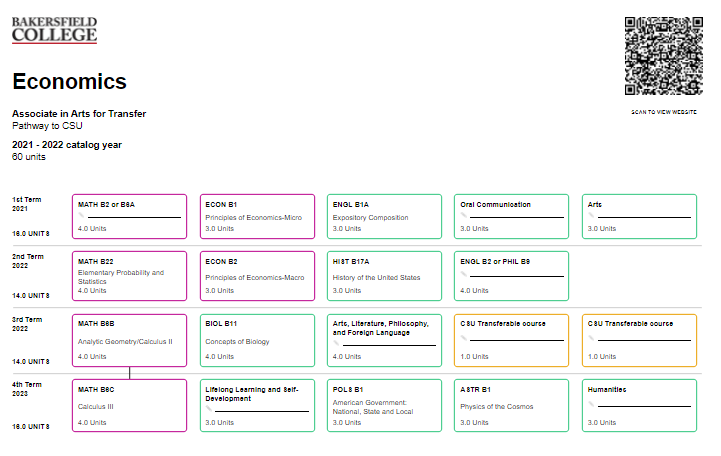 BAKERSFIELD
COLLEGE
SCAN TO VIEW WEBSITE
Economics
Associate in Arts for Transfer
Pathway to CSU
2021 - 2022 catalog year
60 units
1st Term
2021
16.0 UNITS
MATH B2 or B6A
4.0 Units
ECON B1
Principles of Economics-Micro
3.0 Units
ENGL B1A
Expository Composition
3.0 Units
Oral Communication
3.0 Units
Arts
3.0 Units
2nd Term
2022
14.0 UNITS
MATH B22
Elementary Probability and
Statistics
4.0 Units
ECON B2
Principles of Economics-Macro
3.0 Units
HIST B17A
History of the United States
3.0 Units
ENGL B2 or PHIL B9
4.0 Units
3rd Term
2022
14.0 UNITS
MATH B6B
Analytic Geometry/Calculus II
4.0 Units
BIOL B11
Concepts of Biology
4.0 Units
Arts, Literature, Philosophy,
and Foreign Language
4.0 Units
CSU Transferable course
1.0 Units
CSU Transferable course
1.0 Units
4th Term
2023
16.0 UNITS
MATH B6C
Calculus III
4.0 Units
Lifelong Learning and Self-
Development
3.0 Units
POLS B1
American Government:
National, State and Local
3.0 Units
ASTR B1
Physics of the Cosmos
3.0 Units
Humanities
3.0 Units